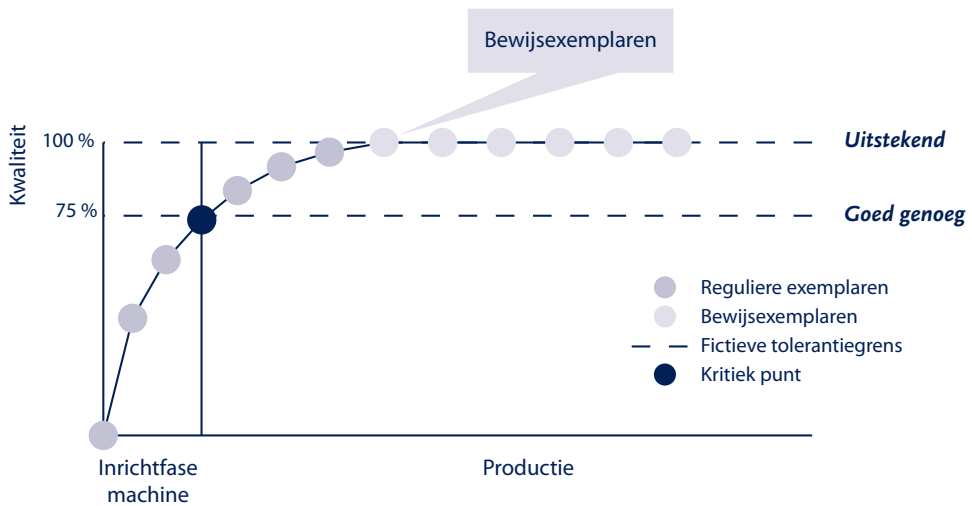 Bewijsexemplaren
Kwaliteit
100 %
Uitstekend
75 %
Goed genoeg
Reguliere exemplaren
Bewijsexemplaren
Fictieve tolerantiegrens
Kritiek punt
Inrichtfase
machine
Productie